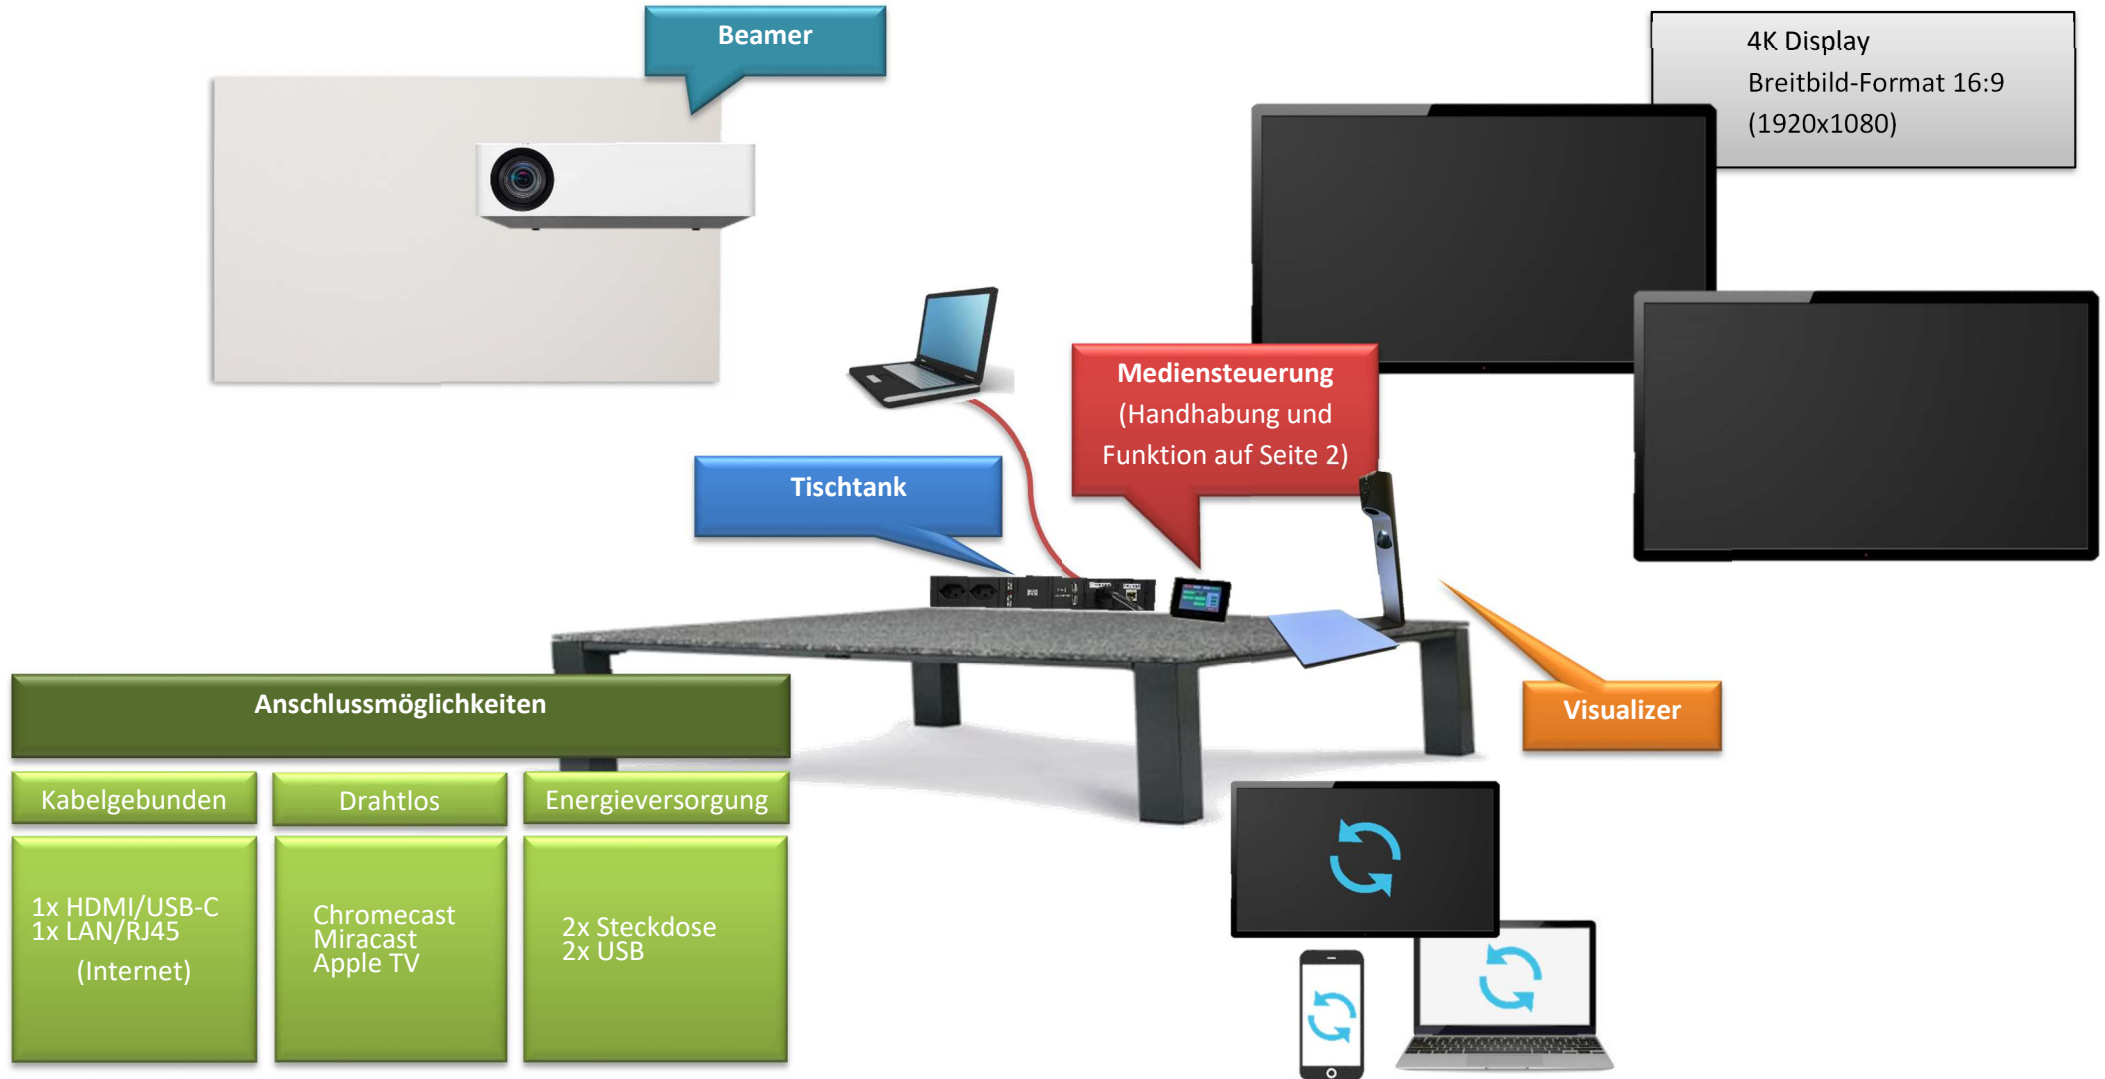 Beamer
4K Display
Breitbild-Format 16:9
(1920x1080)
Mediensteuerung
(Handhabung und
Funktion auf Seite 2)
Tischtank
Visualizer
Anschlussmöglichkeiten
Kabelgebunden
1x HDMI/USB-C
1x LAN/RJ45
(Internet)
Drahtlos
Chromecast
Miracast
Apple TV
Energieversorgung
2x Steckdose
2x USB